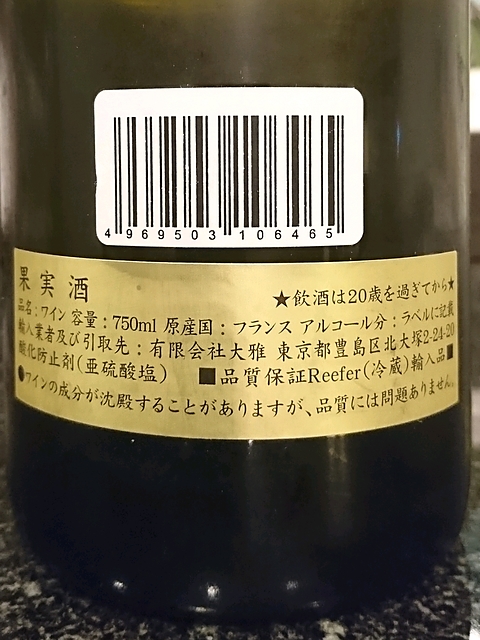 4 969503 106465
果実酒
★飲酒は20歳を過ぎてから★
品名:ワイン 容量:750ml 原産国:フランス アルコール分:ラベルに記載
輸入業者及び引取先:有限会社大雅 東京都豊島区北大塚2-24-20
酸化防止剤(亜硫酸塩) ■品質保証Reefer(冷蔵)輸入品■
●ワインの成分が沈殿することがありますが、品質には問題ありません。